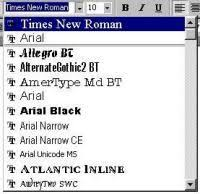 Times New Roman 10 B I U
Times New Roman
Arial
Allegro BT
AlternateGothic2 BT
AmerType Md BT
Arial
Arial Black
Arial Narrow
Arial Narrow CE
Arial Unicode MS
ATLANTIC INLINE
SWC